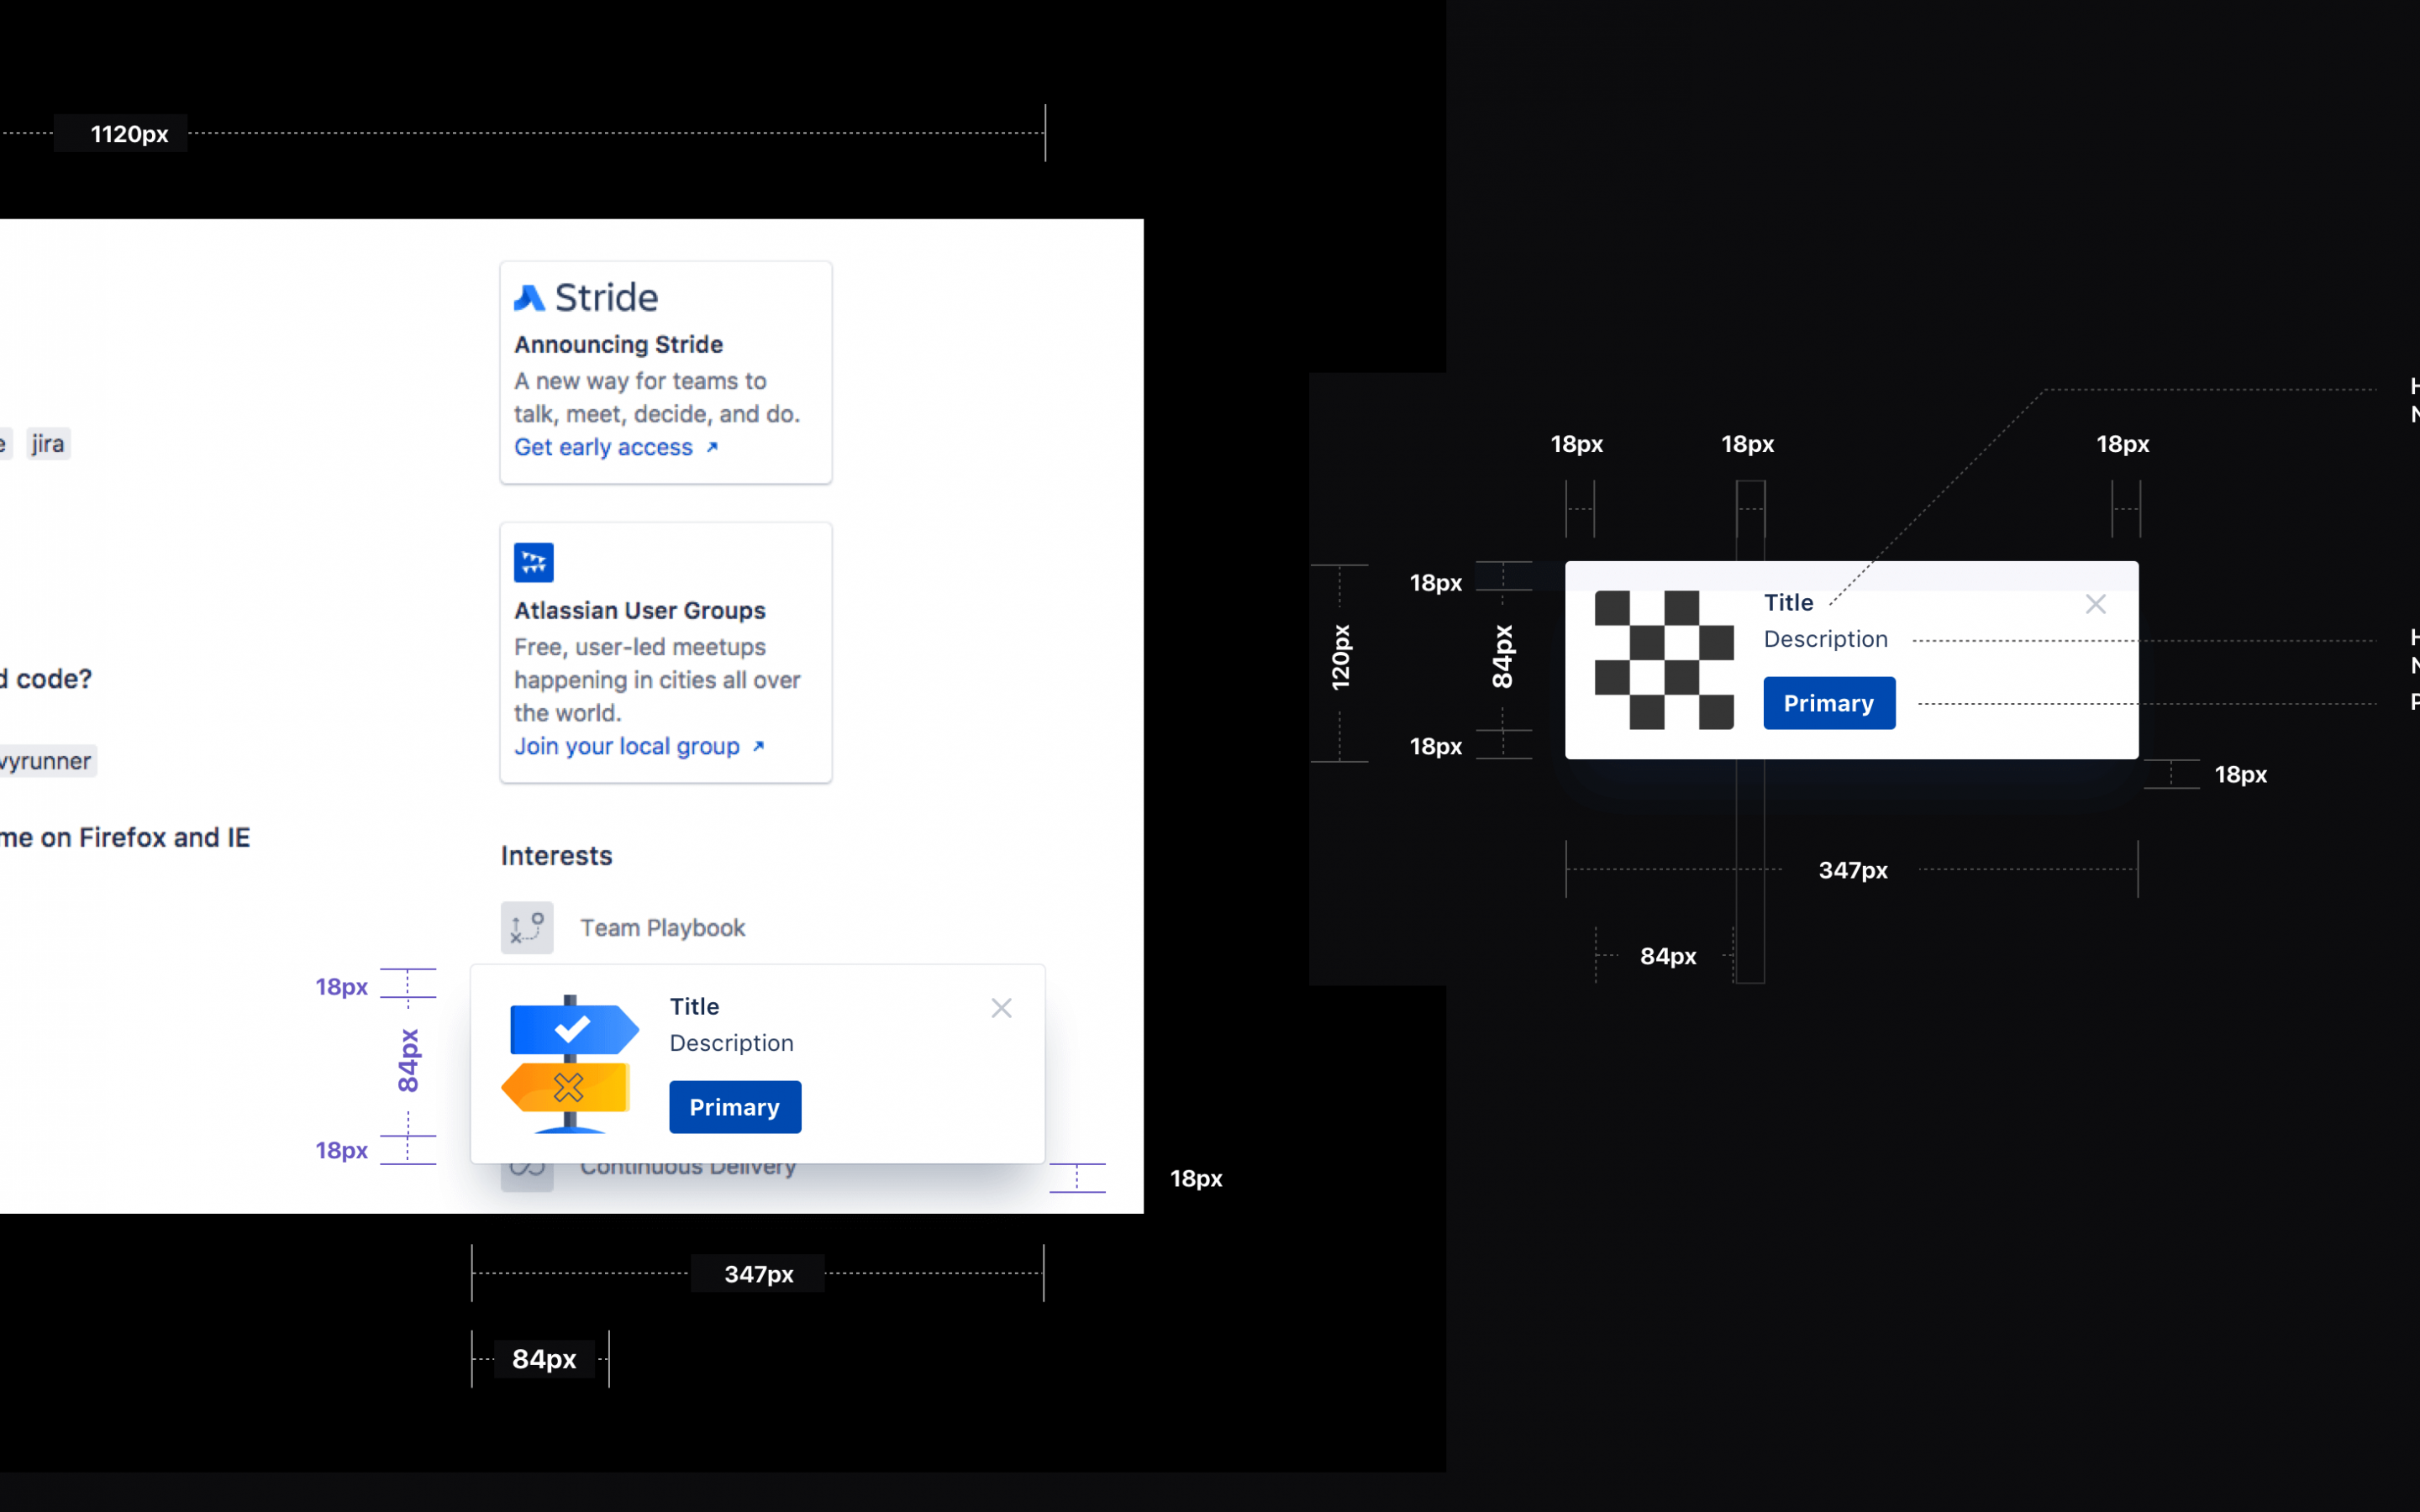 1120px
Stride
Announcing Stride
A new way for teams to
talk, meet, decide, and do.
Get early access
jira
Atlassian User Groups
Free, user-led meetups
happening in cities all over
the world.
Join your local group
d code?
vyrunner
me on Firefox and IE
Interests
Team Playbook
18px
84px
18px
Title
Description
Primary
Continuous Delivery
18px
347px
84px
18px
18px
18px
120px
18px
84px
18px
Title
Description
Primary
18px
347px
84px